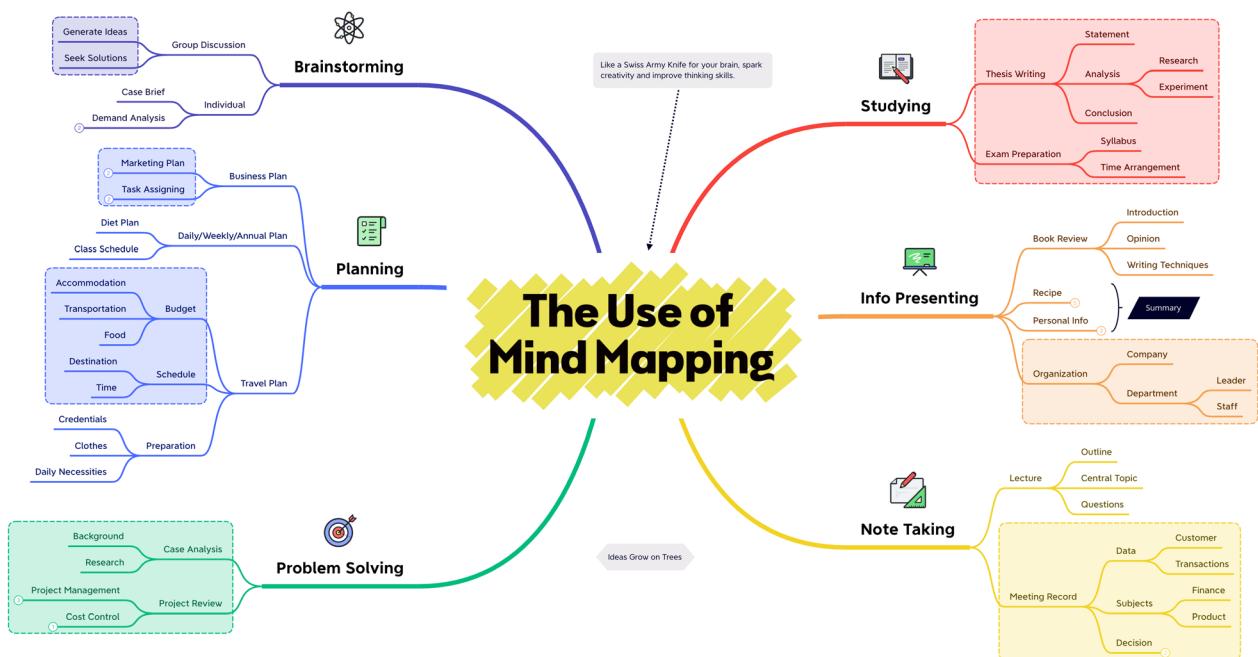 The Use of
Mind Mapping
Like a Swiss Army Knife for your brain, spark
creativity and improve thinking skills.
Brainstorming
Group Discussion
Generate Ideas
Seek Solutions
Individual
Case Brief
Demand Analysis
Planning
Business Plan
Marketing Plan
Task Assigning
Daily/Weekly/Annual Plan
Diet Plan
Class Schedule
Travel Plan
Budget
Accommodation
Transportation
Food
Schedule
Destination
Time
Preparation
Credentials
Clothes
Daily Necessities
Problem Solving
Case Analysis
Background
Research
Project Review
Project Management
Cost Control
Studying
Thesis Writing
Statement
Analysis
Research
Experiment
Conclusion
Exam Preparation
Syllabus
Time Arrangement
Info Presenting
Book Review
Introduction
Opinion
Writing Techniques
Recipe
Personal Info
Summary
Organization
Company
Department
Leader
Staff
Note Taking
Lecture
Outline
Central Topic
Questions
Meeting Record
Data
Customer
Transactions
Subjects
Finance
Product
Decision
Ideas Grow on Trees